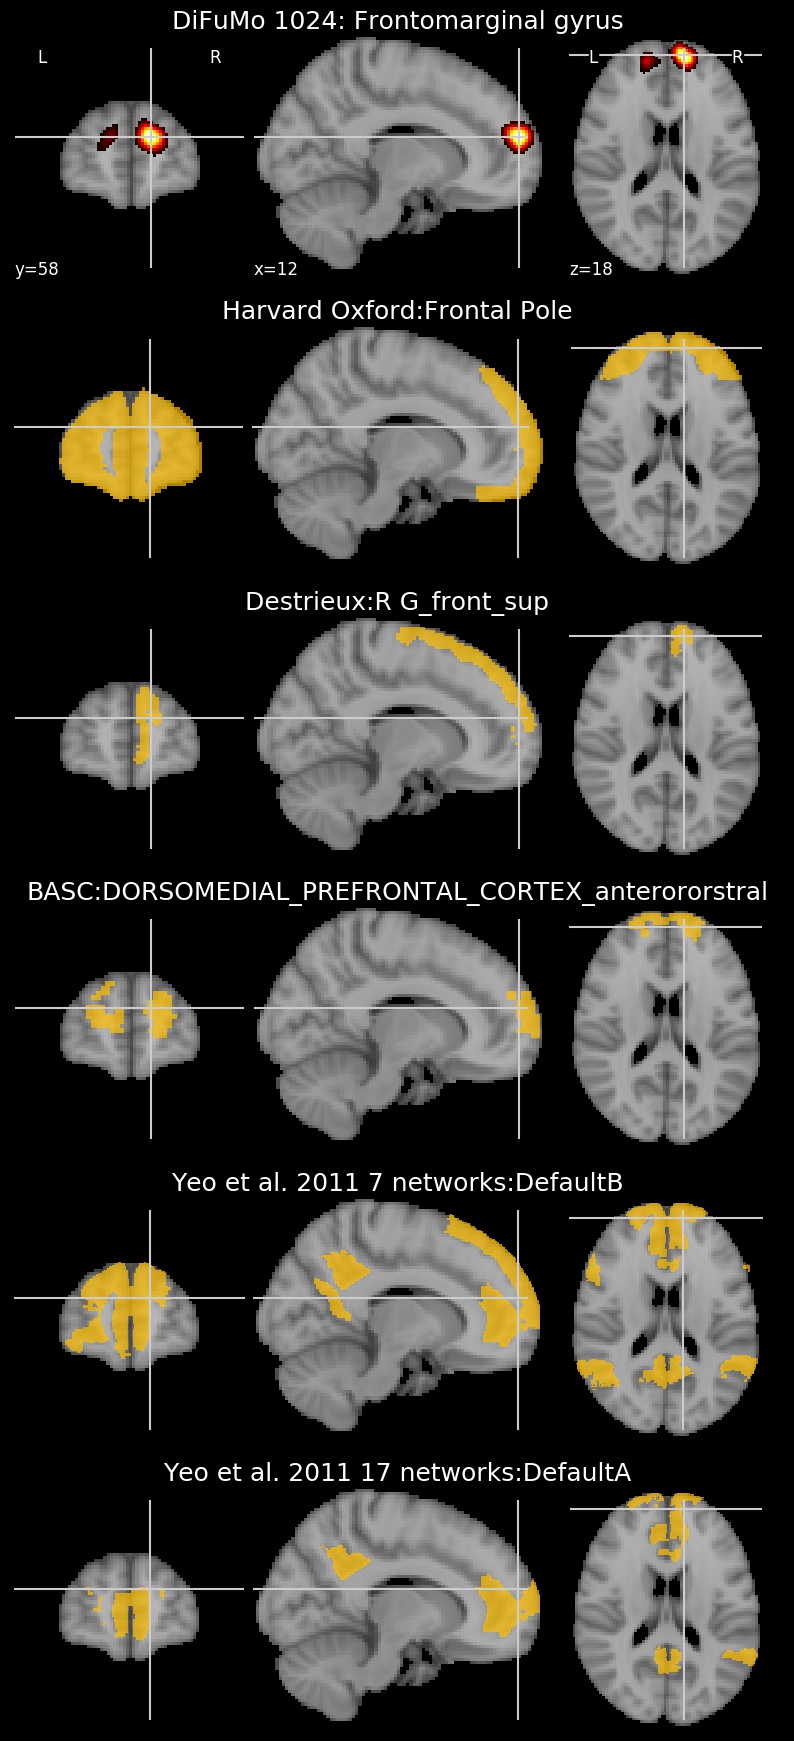 DiFuMo 1024: Frontomarginal gyrus
L R L R
y=58 x=12 z=18
Harvard Oxford:Frontal Pole
Destrieux:R G_front_sup
BASC:DORSOMEDIAL_PREFRONTAL_CORTEX_anterororstral
Yeo et al. 2011 7 networks:DefaultB
Yeo et al. 2011 17 networks:DefaultA